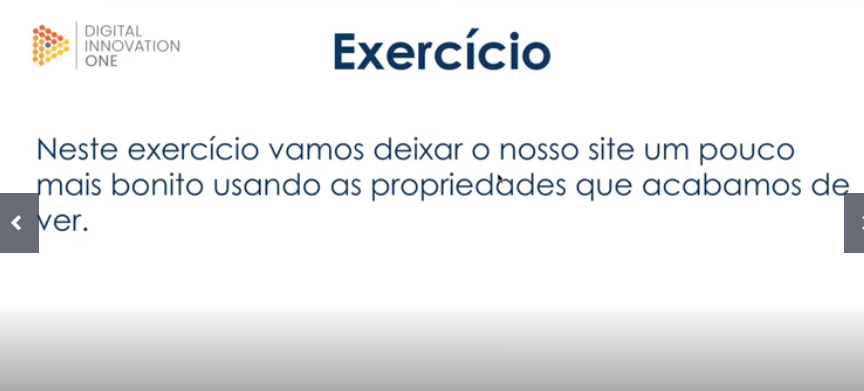 DIGITAL
INNOVATION
ONE
Exercício
Neste exercício vamos deixar o nosso site um pouco
mais bonito usando as propriedades que acabamos de
ver.